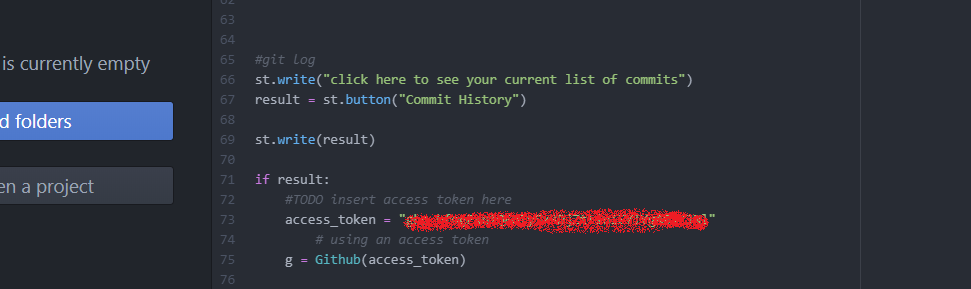 62
63
64
is currently empty
65 #git log
66 st.write("click here to see your current list of commits")
67 result = st.button("Commit History")
d folders
68
69 st.write(result)
70
en a project
71 if result:
72 #TODO insert access token here
73 access_token = " "
74 # using an access token
75 g = Github(access_token)
76